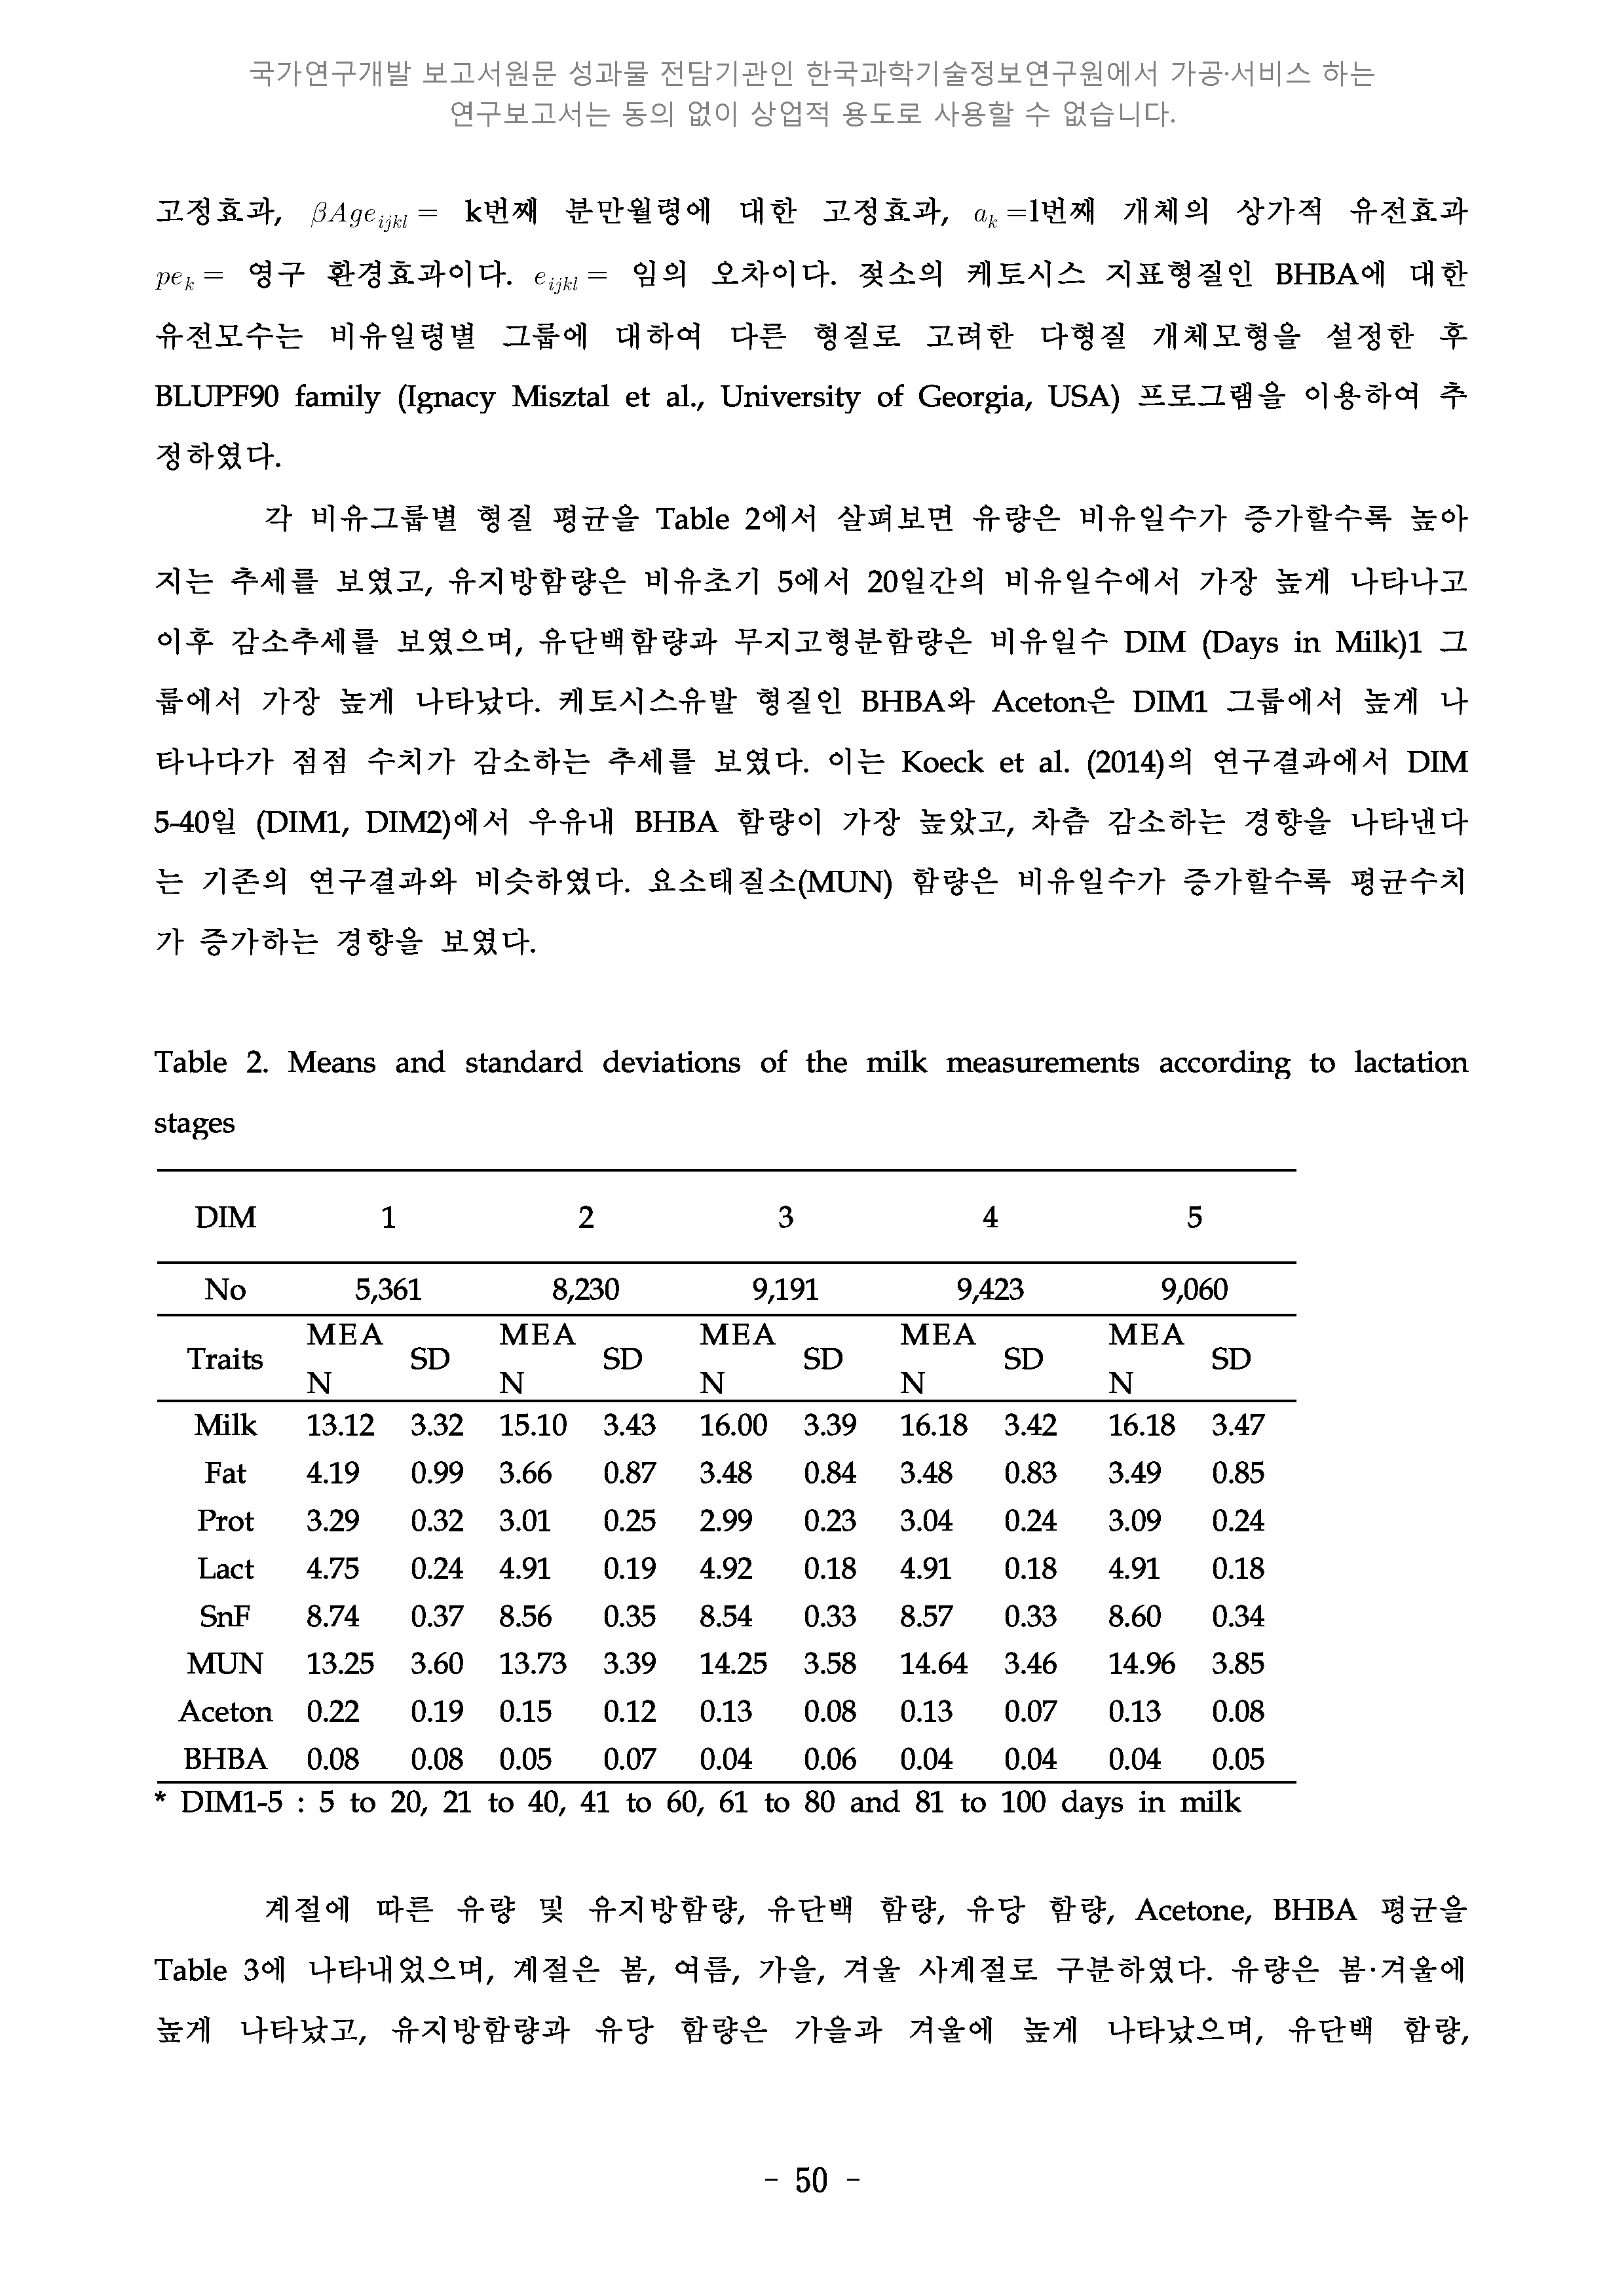 국가연구개발 보고서원문 성과물 전담기관인 한국과학기술정보연구원에서 가공·서비스 하는
연구보고서는 동의 없이 상업적 용도로 사용할 수 없습니다.
고정효과, βAge_ijkl = k번째 분만월령에 대한 고정효과, a_k =l번째 개체의 상가적 유전효과
pe_k = 영구 환경효과이다. e_ijkl = 임의 오차이다. 젖소의 케토시스 지표형질인 BHBA에 대한
유전모수는 비유일령별 그룹에 대하여 다른 형질로 고려한 다형질 개체모형을 설정한 후
BLUPF90 family (Ignacy Misztal et al., University of Georgia, USA) 프로그램을 이용하여 추
정하였다.
각 비유그룹별 형질 평균을 Table 2에서 살펴보면 유량은 비유일수가 증가할수록 높아
지는 추세를 보였고, 유지방함량은 비유초기 5에서 20일간의 비유일수에서 가장 높게 나타나고
이후 감소추세를 보였으며, 유단백함량과 무지고형분함량은 비유일수 DIM (Days in Milk)1 그
룹에서 가장 높게 나타났다. 케토시스유발 형질인 BHBA와 Aceton은 DIM1 그룹에서 높게 나
타나다가 점점 수치가 감소하는 추세를 보였다. 이는 Koeck et al. (2014)의 연구결과에서 DIM
5-40일 (DIM1, DIM2)에서 우유내 BHBA 함량이 가장 높았고, 차츰 감소하는 경향을 나타낸다
는 기존의 연구결과와 비슷하였다. 요소태질소(MUN) 함량은 비유일수가 증가할수록 평균수치
가 증가하는 경향을 보였다.
Table 2. Means and standard deviations of the milk measurements according to lactation
stages
DIM 1 2 3 4 5
No 5,361 8,230 9,191 9,423 9,060
Traits MEAN SD MEAN SD MEAN SD MEAN SD MEAN SD
Milk 13.12 3.32 15.10 3.43 16.00 3.39 16.18 3.42 16.18 3.47
Fat 4.19 0.99 3.66 0.87 3.48 0.84 3.48 0.83 3.49 0.85
Prot 3.29 0.32 3.01 0.25 2.99 0.23 3.04 0.24 3.09 0.24
Lact 4.75 0.24 4.91 0.19 4.92 0.18 4.91 0.18 4.91 0.18
SnF 8.74 0.37 8.56 0.35 8.54 0.33 8.57 0.33 8.60 0.34
MUN 13.25 3.60 13.73 3.39 14.25 3.58 14.64 3.46 14.96 3.85
Aceton 0.22 0.19 0.15 0.12 0.13 0.08 0.13 0.07 0.13 0.08
BHBA 0.08 0.08 0.05 0.07 0.04 0.06 0.04 0.04 0.04 0.05
* DIM1-5 : 5 to 20, 21 to 40, 41 to 60, 61 to 80 and 81 to 100 days in milk
계절에 따른 유량 및 유지방함량, 유단백 함량, 유당 함량, Acetone, BHBA 평균을
Table 3에 나타내었으며, 계절은 봄, 여름, 가을, 겨울 사계절로 구분하였다. 유량은 봄·겨울에
높게 나타났고, 유지방함량과 유당 함량은 가을과 겨울에 높게 나타났으며, 유단백 함량,
- 50 -